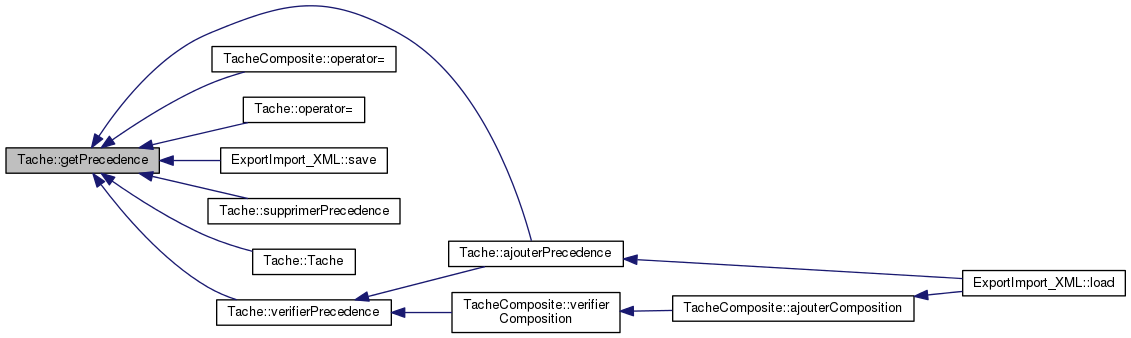 TacheComposite::operator=
Tache::operator=
Tache::getPrecedence
ExportImport_XML::save
Tache::supprimerPrecedence
Tache::Tache
Tache::ajouterPrecedence
ExportImport_XML::load
Tache::verifierPrecedence
TacheComposite::verifier
Composition
TacheComposite::ajouterComposition